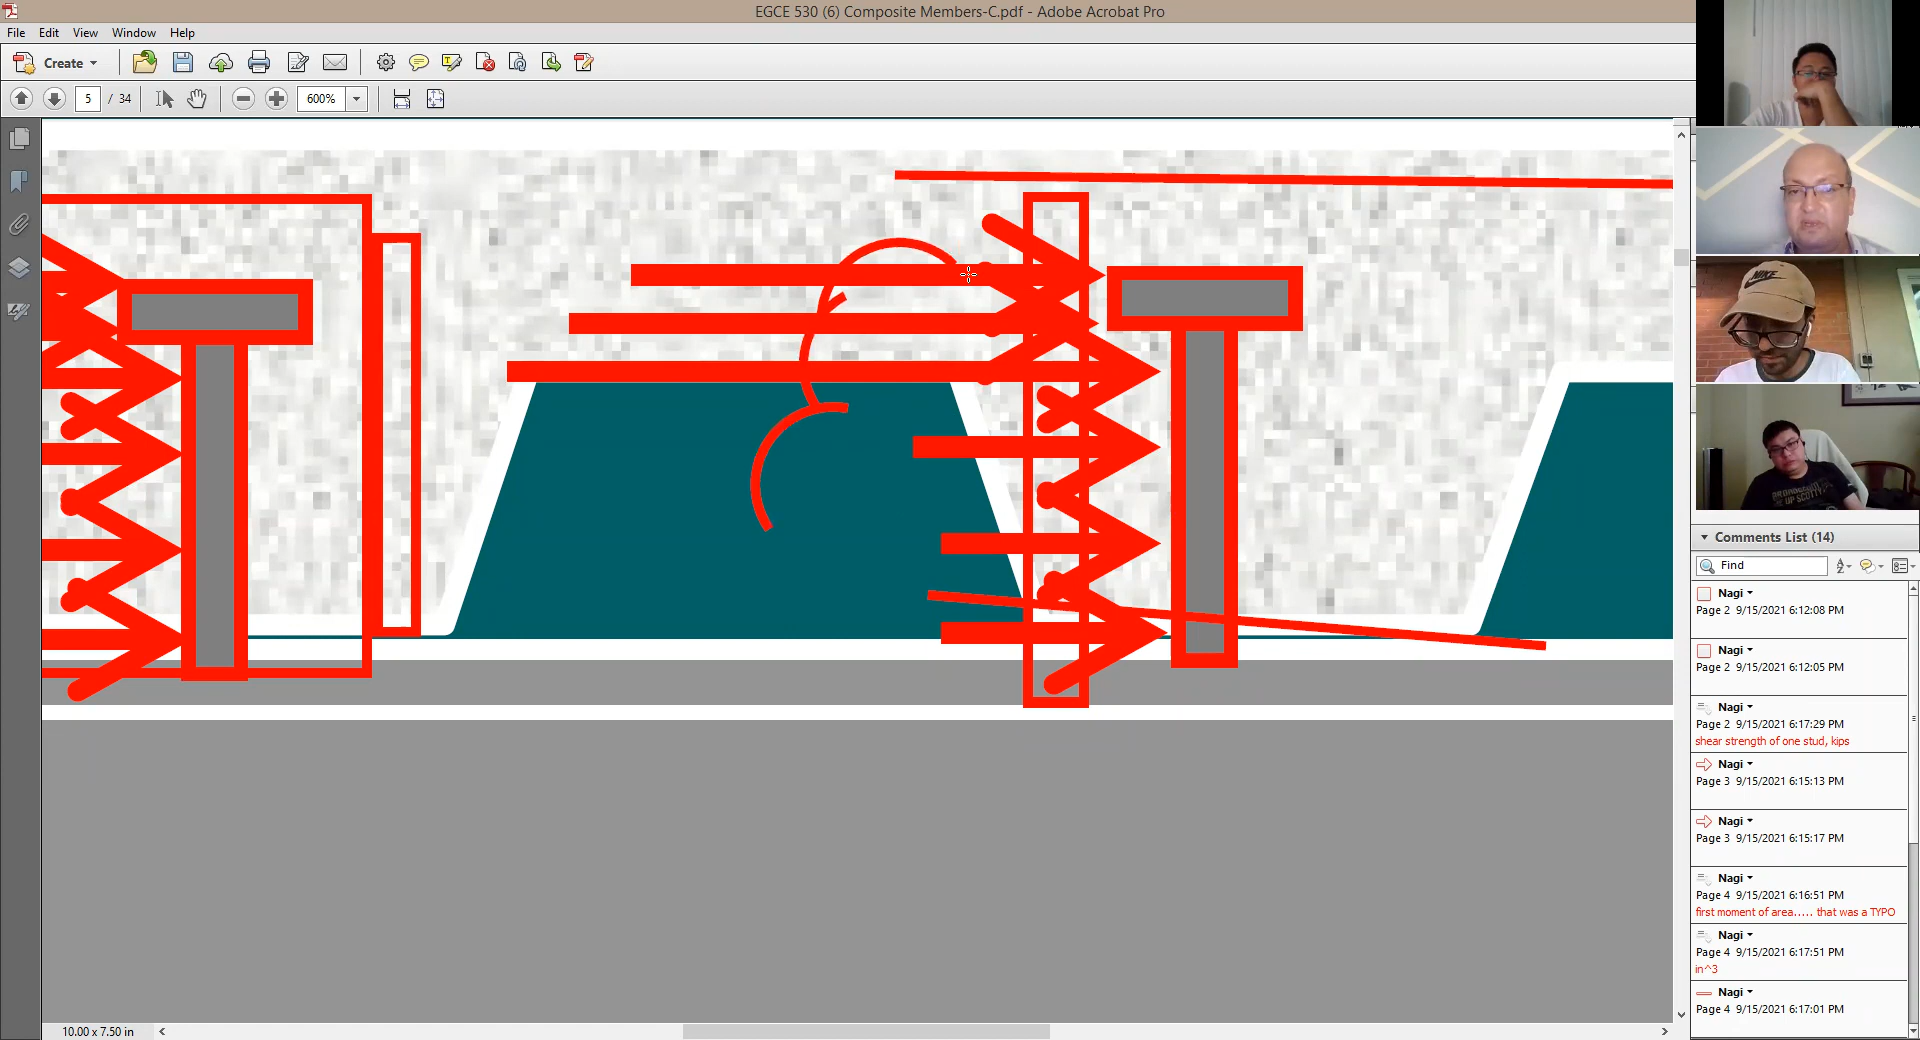 EGCE 530 (6) Composite Members-C.pdf - Adobe Acrobat Pro
File Edit View Window Help
Create
5 / 34 600%
NIKE
Comments List (14)
Find
Nagi
Page 2 9/15/2021 6:12:08 PM
Nagi
Page 2 9/15/2021 6:12:05 PM
Nagi
Page 2 9/15/2021 6:17:29 PM
shear strength of one stud, kips
Nagi
Page 3 9/15/2021 6:15:13 PM
Nagi
Page 3 9/15/2021 6:15:17 PM
Nagi
Page 4 9/15/2021 6:16:51 PM
first moment of area..... that was a TYPO
Nagi
Page 4 9/15/2021 6:17:51 PM
in^3
Nagi
Page 4 9/15/2021 6:17:01 PM
10.00 x 7.50 in